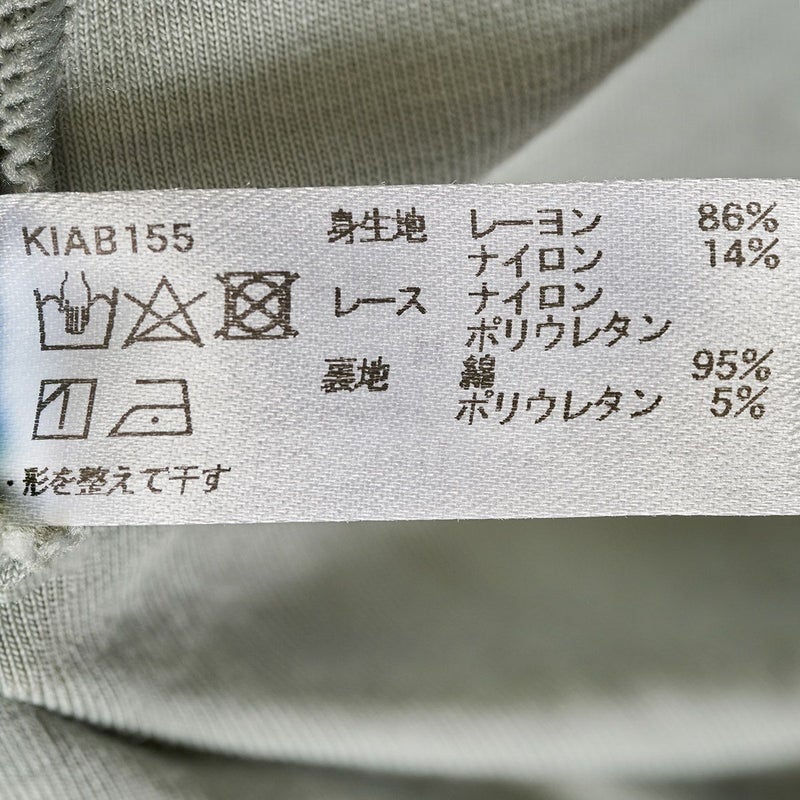 KIAB155
身生地 レーヨン 86%
ナイロン 14%
レース ナイロン
ポリウレタン
裏地 綿 95%
ポリウレタン 5%
・形を整えて干す